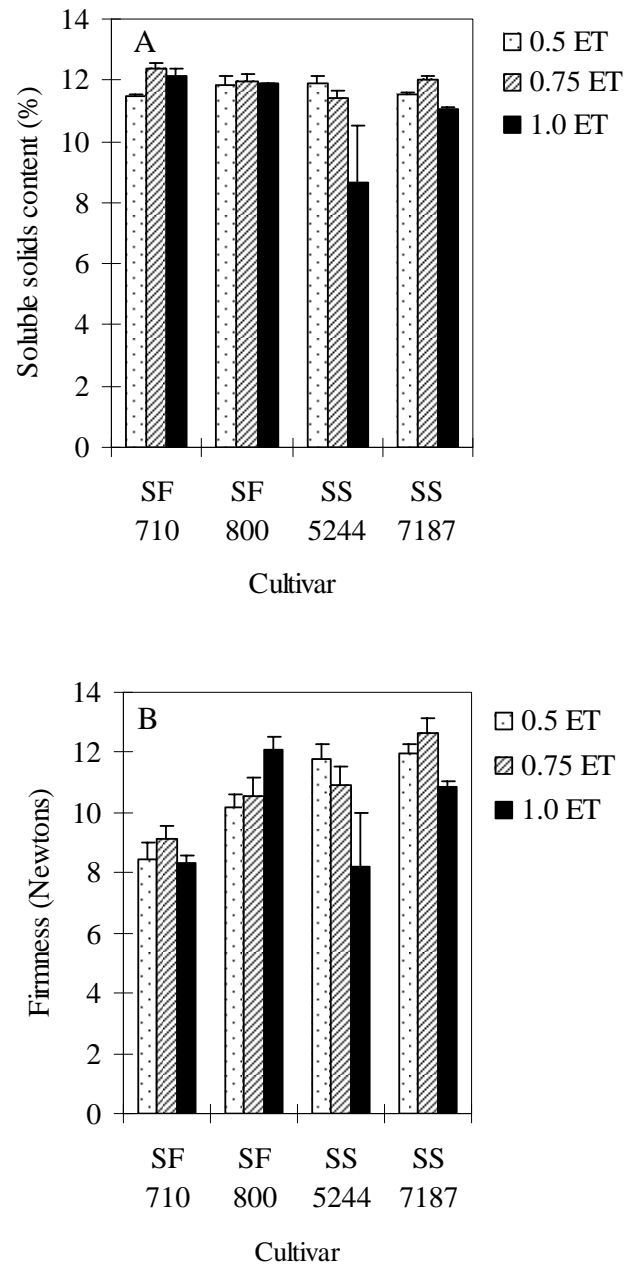 A
14
12
10
8
6
4
2
0
Soluble solids content (%)
SF SF SS SS
710 800 5244 7187
Cultivar
0.5 ET
0.75 ET
1.0 ET
B
14
12
10
8
6
4
2
0
Firmness (Newtons)
SF SF SS SS
710 800 5244 7187
Cultivar
0.5 ET
0.75 ET
1.0 ET